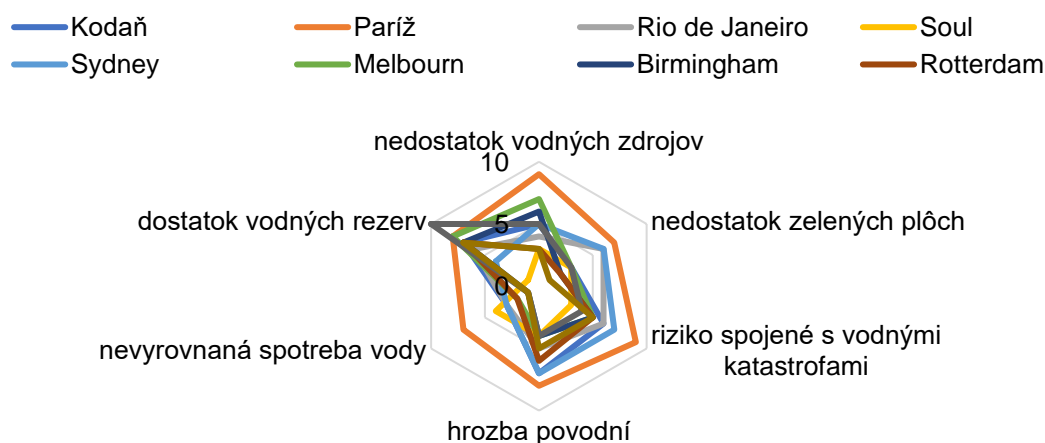 Kodaň Paríž Rio de Janeiro Soul
Sydney Melbourn Birmingham Rotterdam
nedostatok vodných zdrojov
10
dostatok vodných rezerv 5 nedostatok zelených plôch
0
nevyrovnaná spotreba vody riziko spojené s vodnými
katastrofami
hrozba povodní